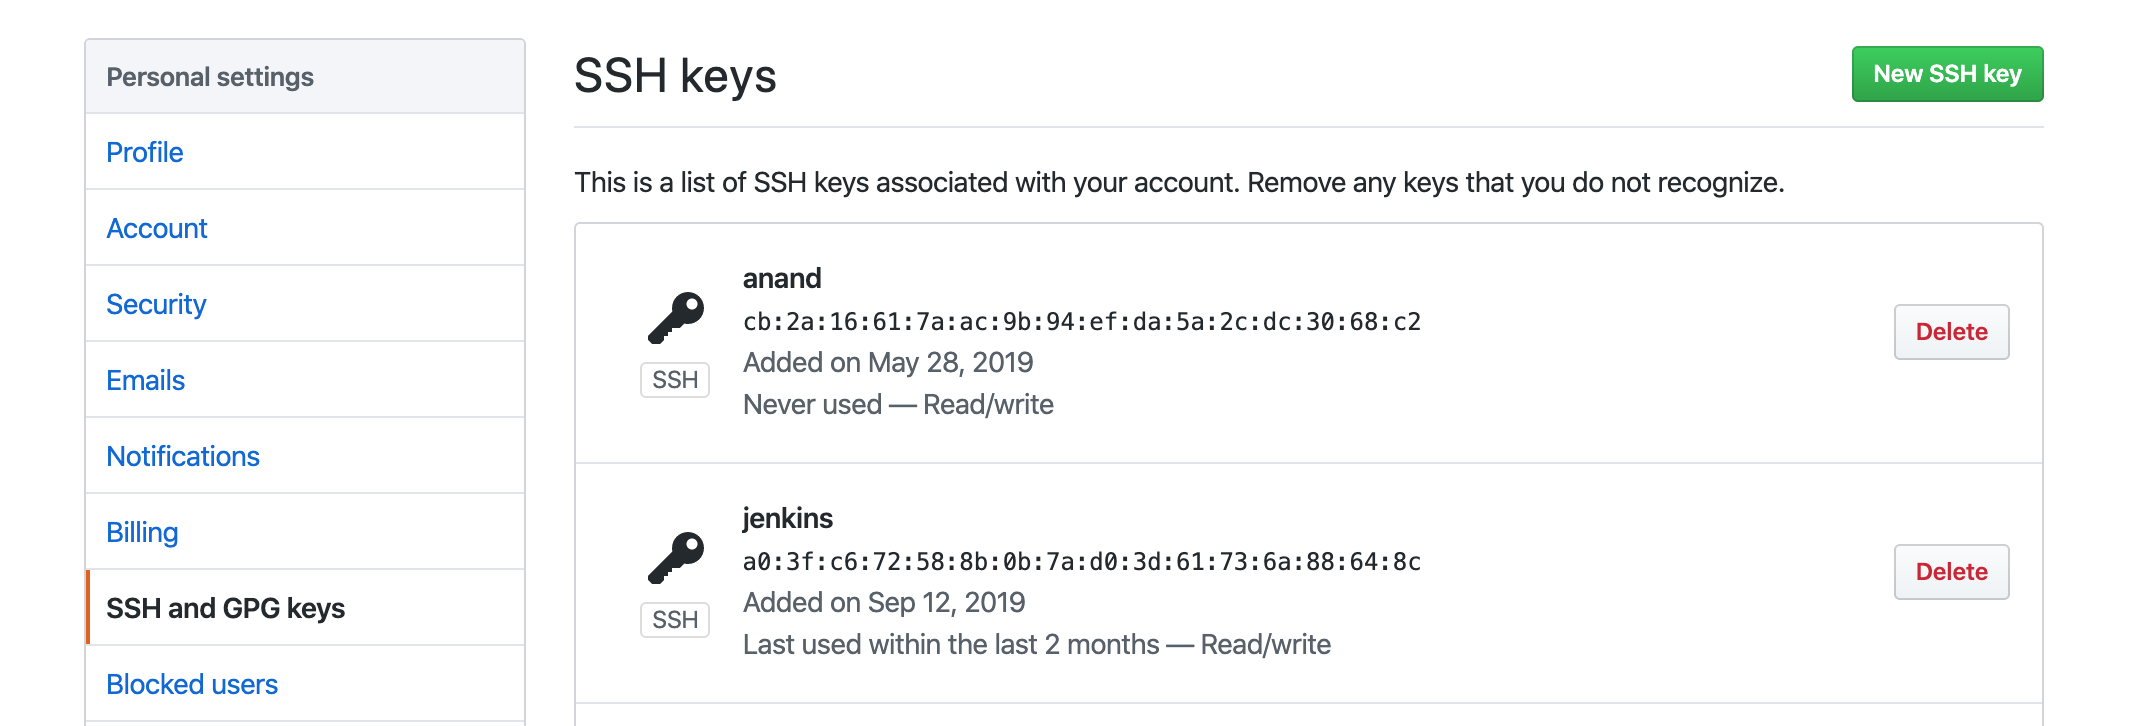 Personal settings
Profile
Account
Security
Emails
Notifications
Billing
SSH and GPG keys
Blocked users
SSH keys
New SSH key
This is a list of SSH keys associated with your account. Remove any keys that you do not recognize.
anand
cb:2a:16:61:7a:ac:9b:94:ef:da:5a:2c:dc:30:68:c2
Added on May 28, 2019
Never used — Read/write
SSH
Delete
jenkins
a0:3f:c6:72:58:8b:0b:7a:d0:3d:61:73:6a:88:64:8c
Added on Sep 12, 2019
Last used within the last 2 months — Read/write
SSH
Delete